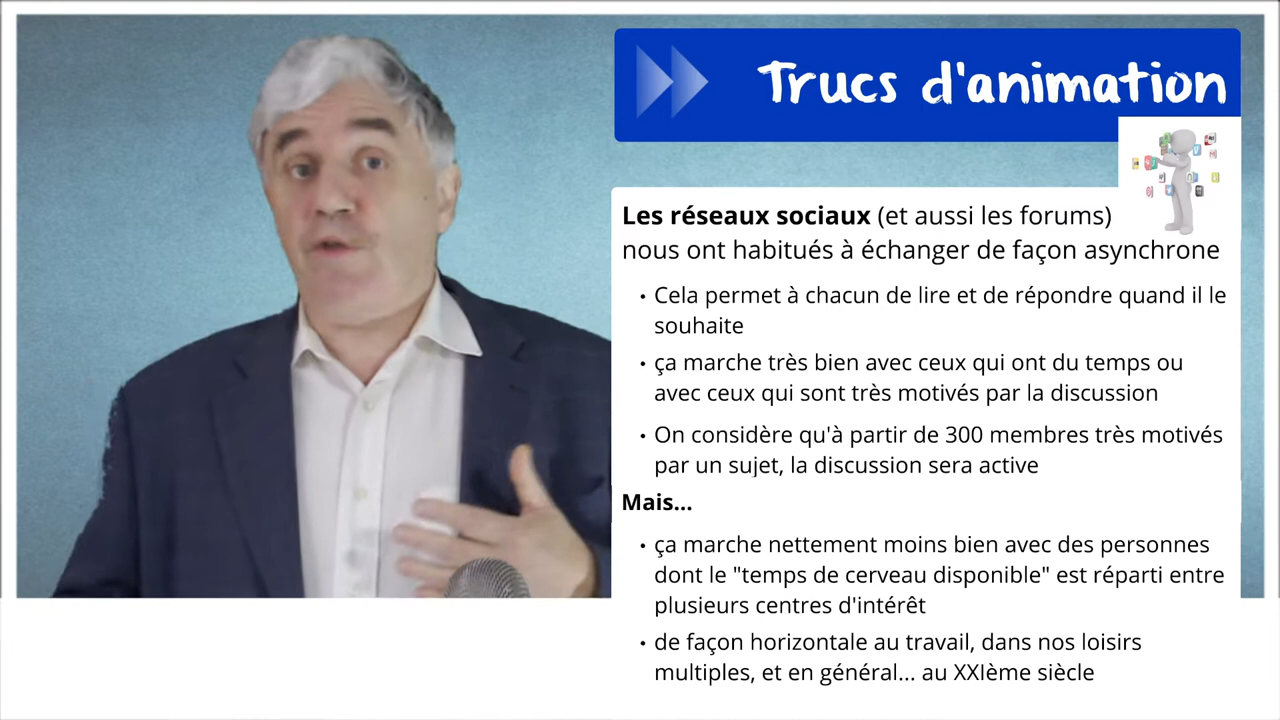 Trucs d'animation
Les réseaux sociaux (et aussi les forums)
nous ont habitués à échanger de façon asynchrone
• Cela permet à chacun de lire et de répondre quand il le
souhaite
• ça marche très bien avec ceux qui ont du temps ou
avec ceux qui sont très motivés par la discussion
• On considère qu'à partir de 300 membres très motivés
par un sujet, la discussion sera active
Mais...
• ça marche nettement moins bien avec des personnes
dont le "temps de cerveau disponible" est réparti entre
plusieurs centres d'intérêt
• de façon horizontale au travail, dans nos loisirs
multiples, et en général... au XXIème siècle